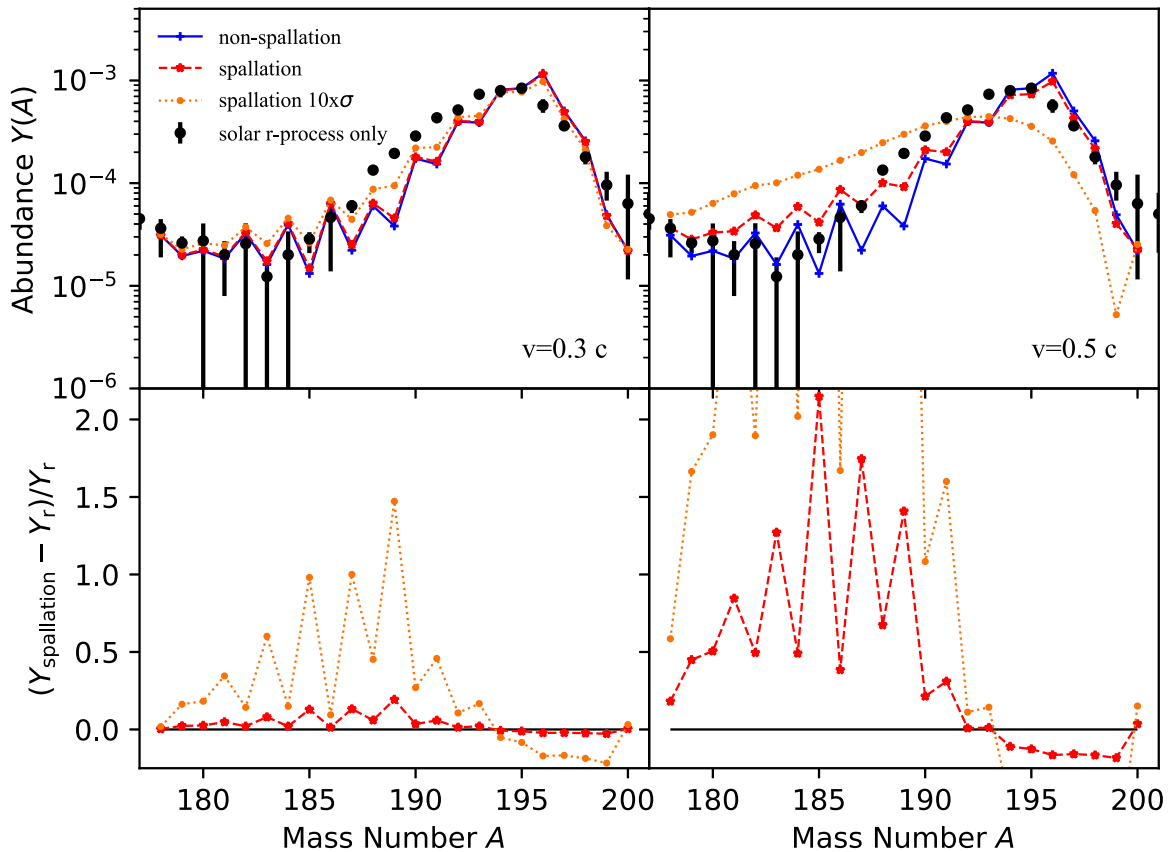 Abundance Y(A)
10⁻³
10⁻⁴
10⁻⁵
10⁻⁶
non-spallation
spallation
spallation 10xσ
solar r-process only
v=0.3 c
v=0.5 c
(Y_spallation − Y_r)/Y_r
2.0
1.5
1.0
0.5
0.0
180 185 190 195 200
180 185 190 195 200
Mass Number A
Mass Number A